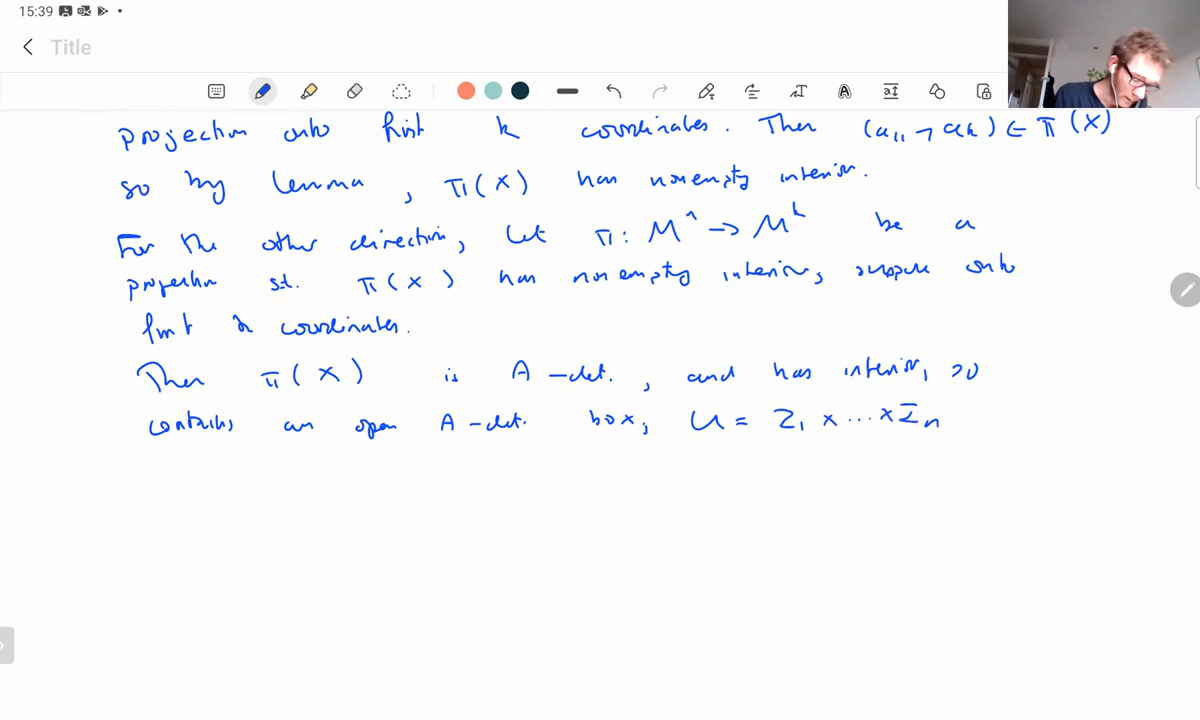 15:39
Title
projection onto first k coordinates. Then (a₁, → aₖ) ∈ π(X)
so by lemma, π(X) has nonempty interior.
For the other direction, let π: Mⁿ → Mᵏ be a
projection s.t. π(X) has nonempty interior, suppose onto
first k coordinates.
Then π(X) is A-def., and has interior, so
contains an open A-def. box, U = I₁ × ... × Iₙ